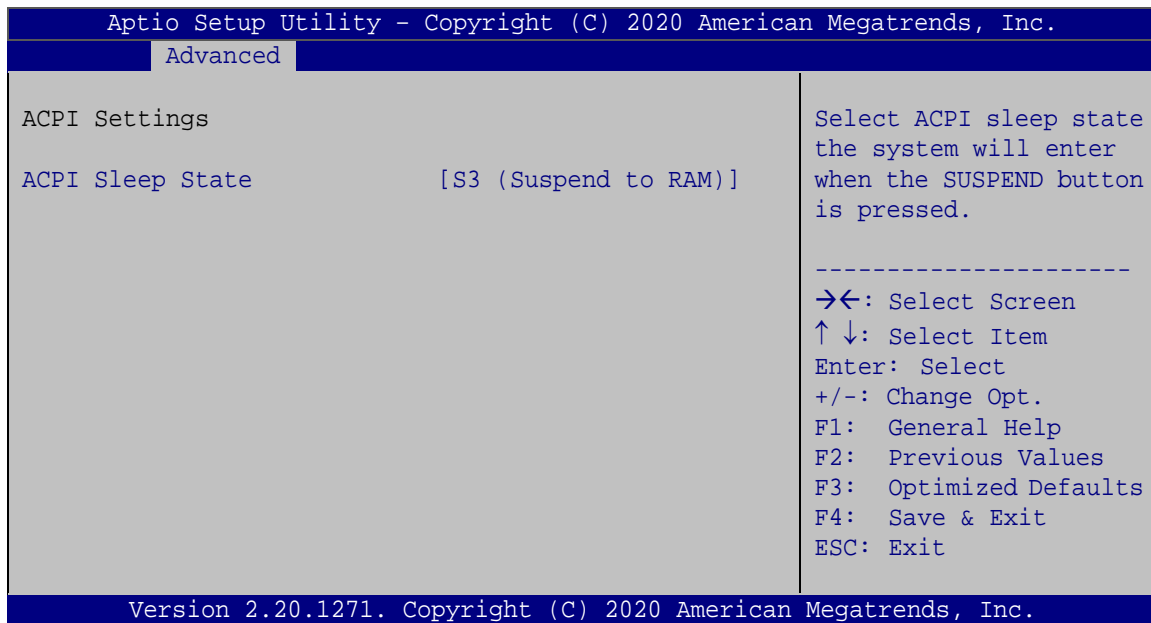 Aptio Setup Utility – Copyright (C) 2020 American Megatrends, Inc.
Advanced
ACPI Settings
ACPI Sleep State [S3 (Suspend to RAM)]
Select ACPI sleep state
the system will enter
when the SUSPEND button
is pressed.
----------------------
→←: Select Screen
↑ ↓: Select Item
Enter: Select
+/-: Change Opt.
F1: General Help
F2: Previous Values
F3: Optimized Defaults
F4: Save & Exit
ESC: Exit
Version 2.20.1271. Copyright (C) 2020 American Megatrends, Inc.